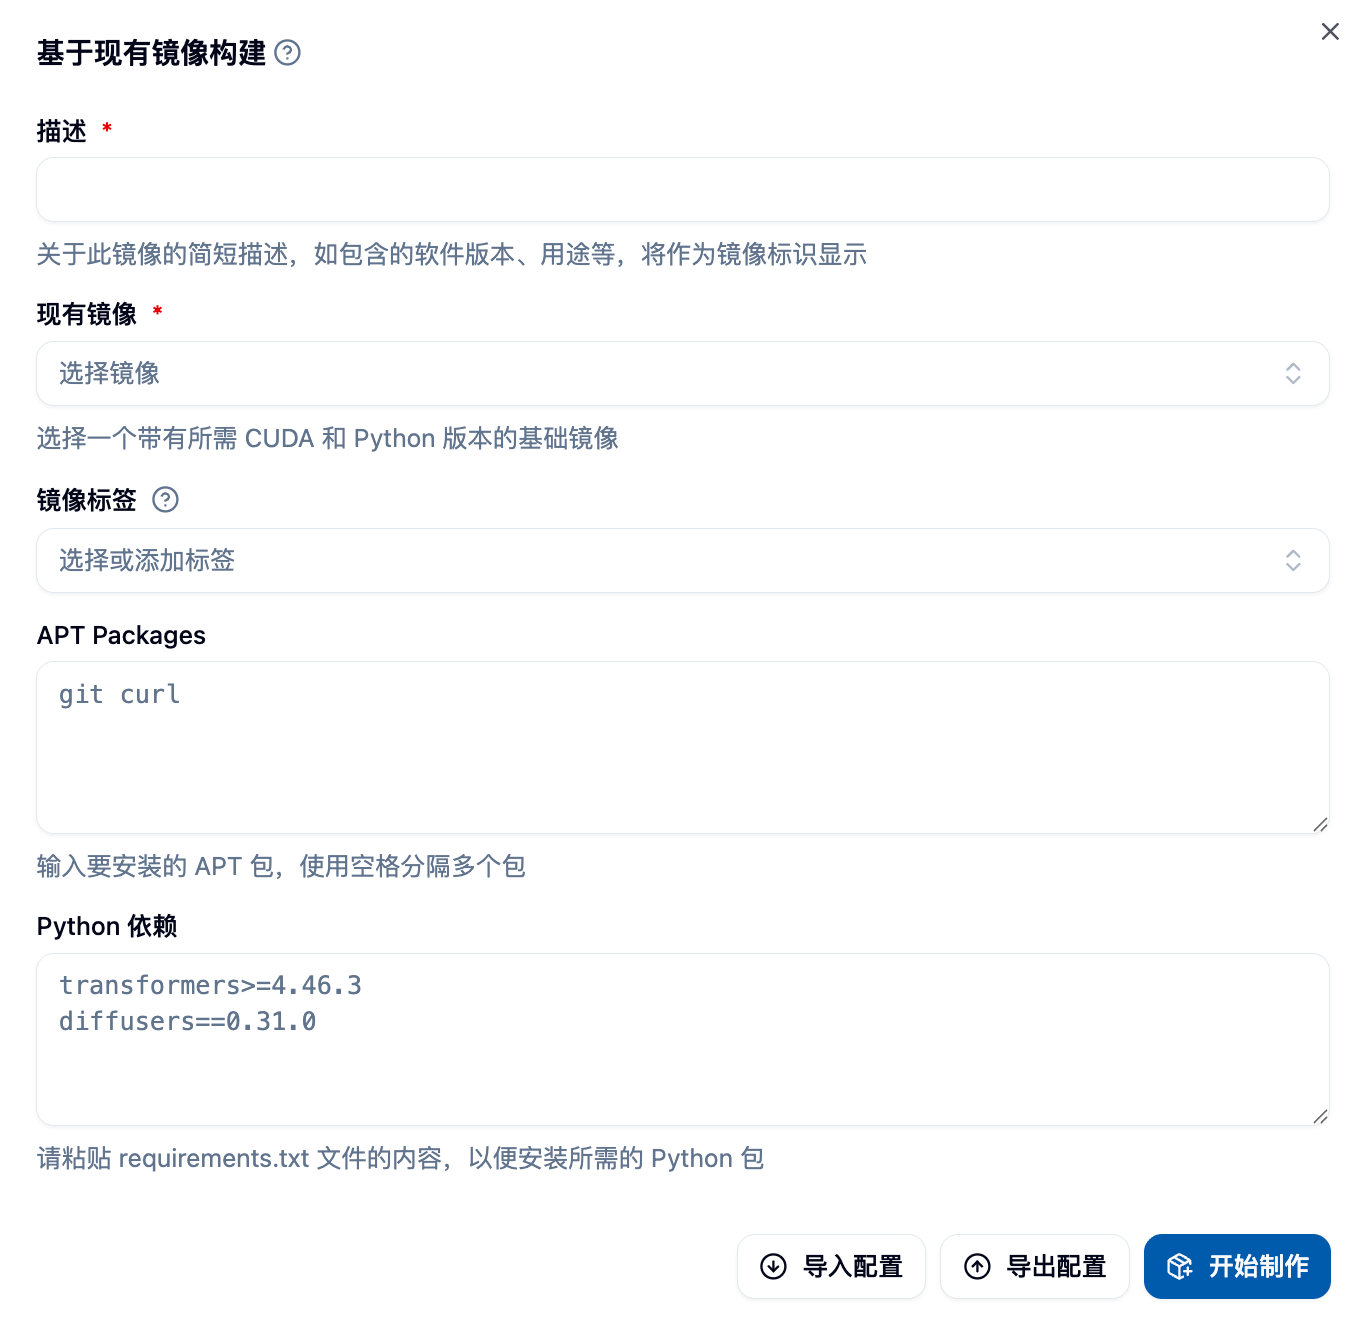 基于现有镜像构建
描述 *
关于此镜像的简短描述，如包含的软件版本、用途等，将作为镜像标识显示
现有镜像 *
选择镜像
选择一个带有所需 CUDA 和 Python 版本的基础镜像
镜像标签
选择或添加标签
APT Packages
git curl
输入要安装的 APT 包，使用空格分隔多个包
Python 依赖
transformers>=4.46.3
diffusers==0.31.0
请粘贴 requirements.txt 文件的内容，以便安装所需的 Python 包
导入配置 导出配置 开始制作